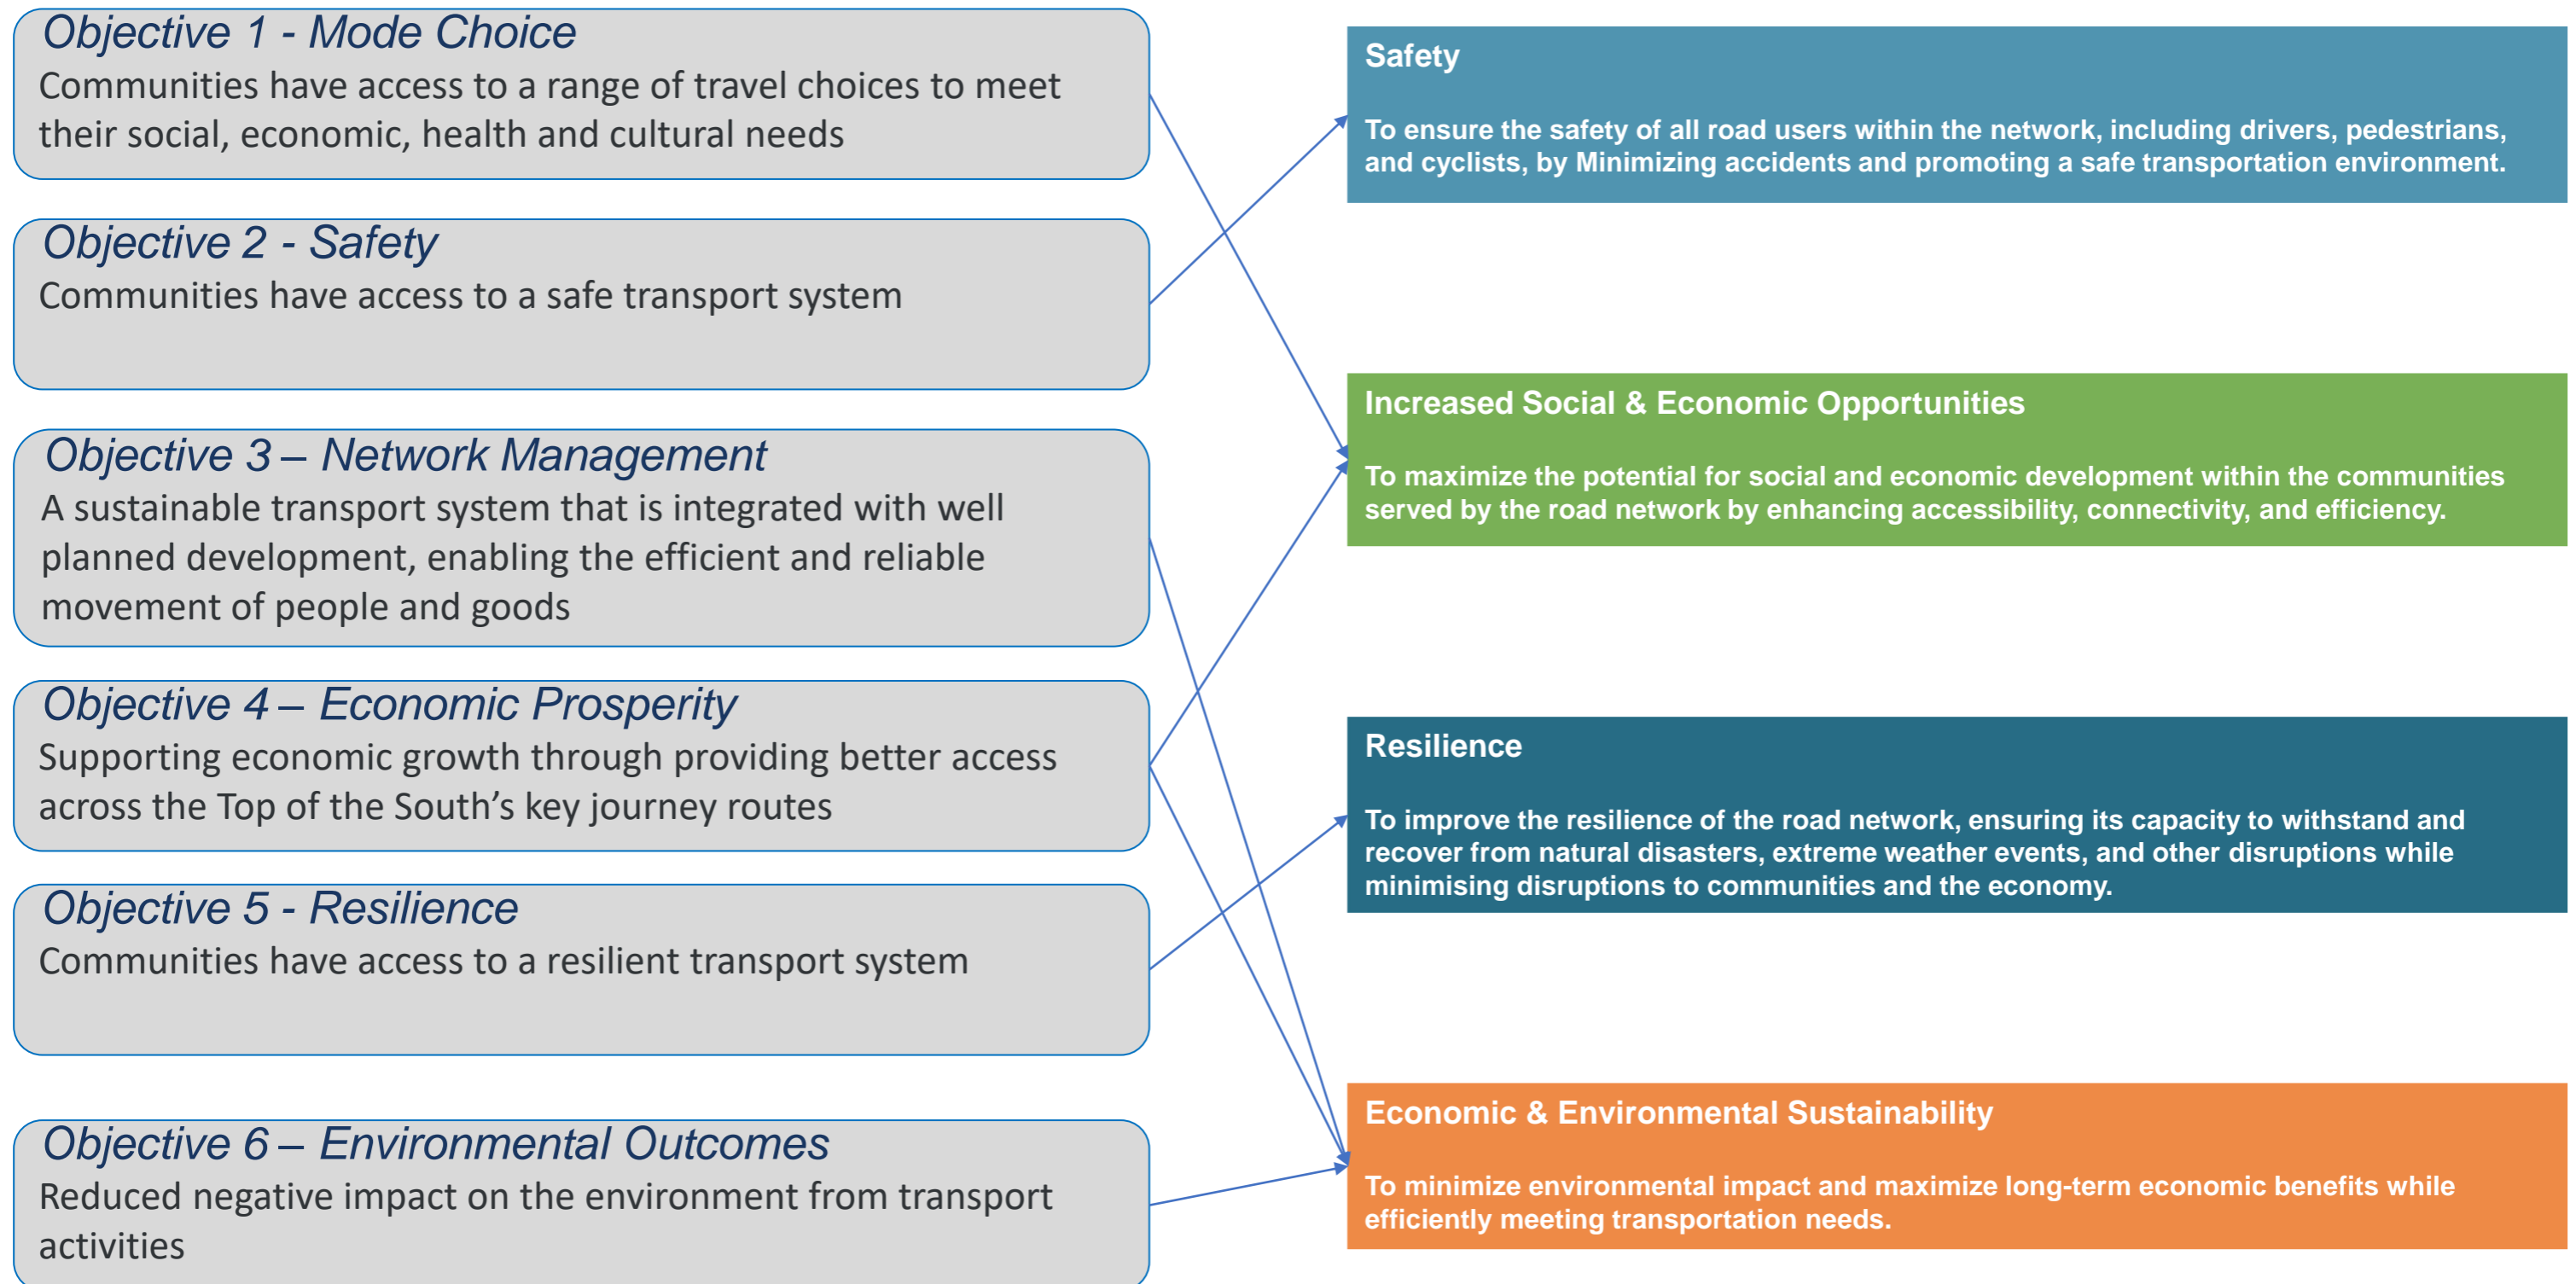 Objective 1 - Mode Choice
Communities have access to a range of travel choices to meet
their social, economic, health and cultural needs
Objective 2 - Safety
Communities have access to a safe transport system
Objective 3 – Network Management
A sustainable transport system that is integrated with well
planned development, enabling the efficient and reliable
movement of people and goods
Objective 4 – Economic Prosperity
Supporting economic growth through providing better access
across the Top of the South’s key journey routes
Objective 5 - Resilience
Communities have access to a resilient transport system
Objective 6 – Environmental Outcomes
Reduced negative impact on the environment from transport
activities
Safety
To ensure the safety of all road users within the network, including drivers, pedestrians,
and cyclists, by Minimizing accidents and promoting a safe transportation environment.
Increased Social & Economic Opportunities
To maximize the potential for social and economic development within the communities
served by the road network by enhancing accessibility, connectivity, and efficiency.
Resilience
To improve the resilience of the road network, ensuring its capacity to withstand and
recover from natural disasters, extreme weather events, and other disruptions while
minimising disruptions to communities and the economy.
Economic & Environmental Sustainability
To minimize environmental impact and maximize long-term economic benefits while
efficiently meeting transportation needs.